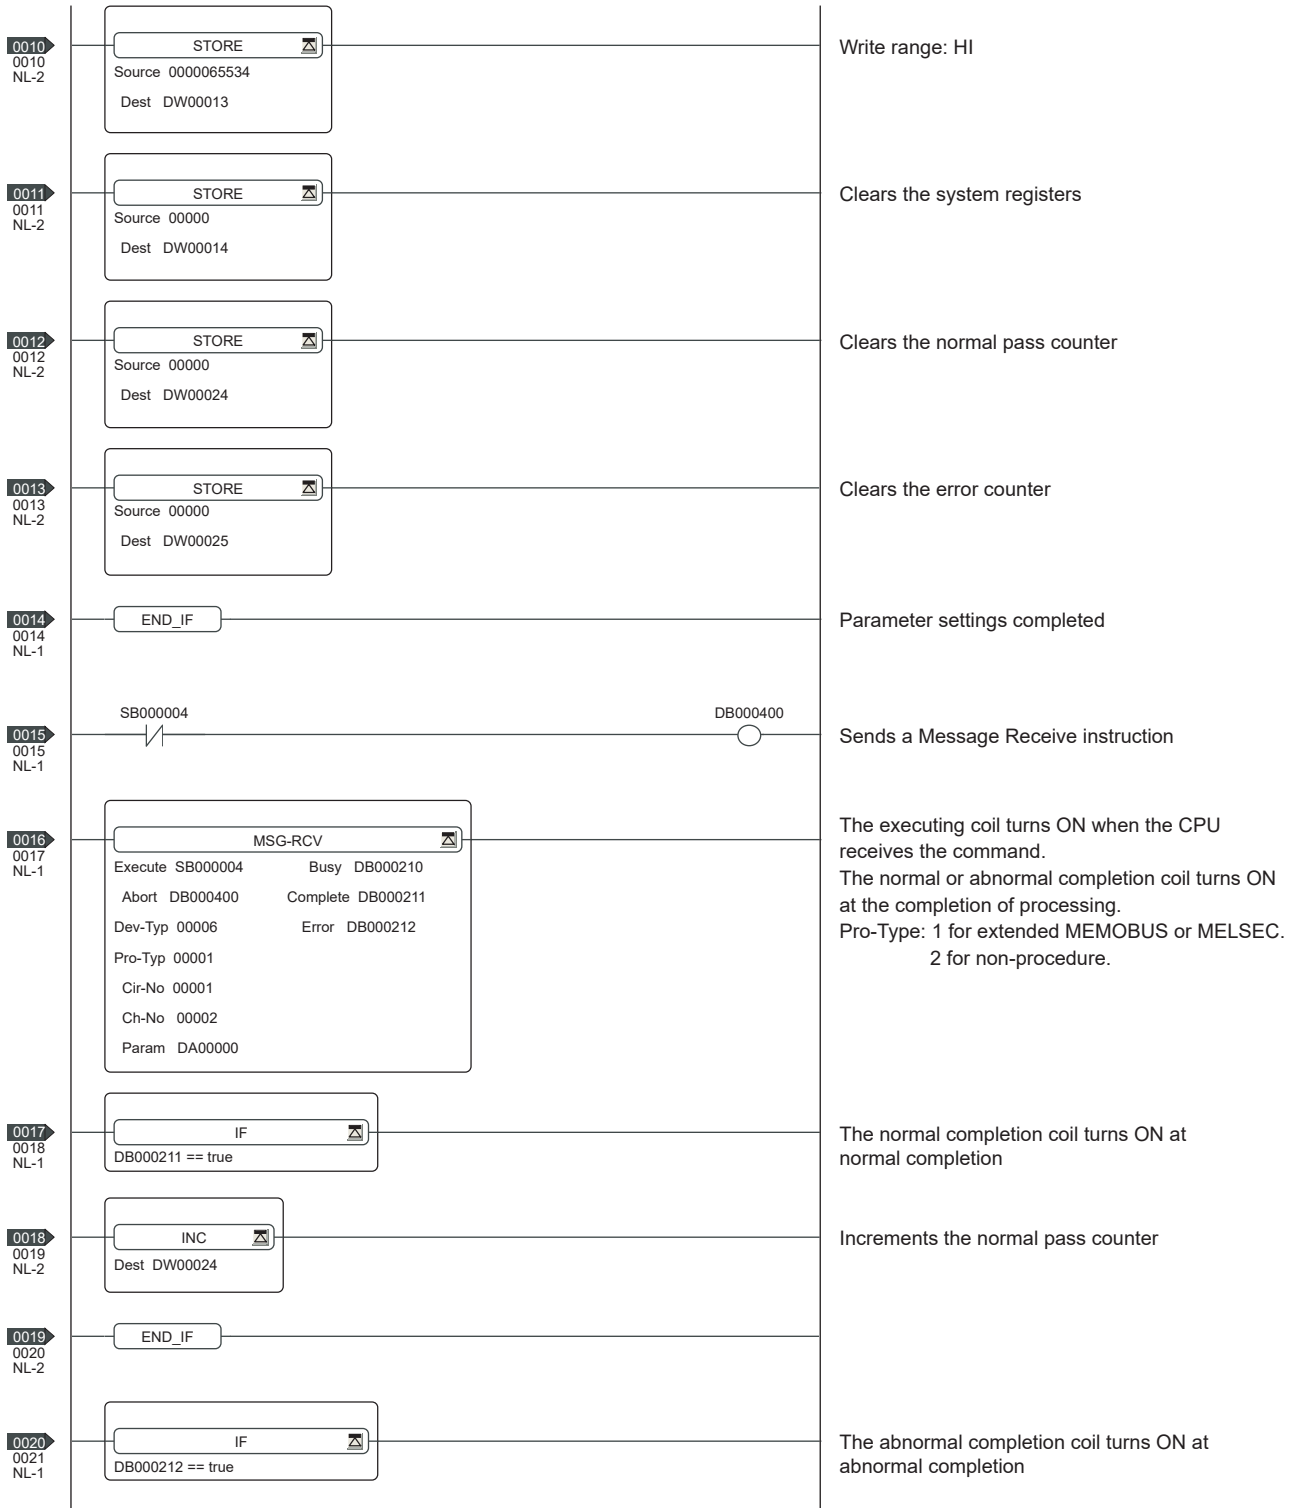 0010
0010
NL-2
STORE
Source 0000065534
Dest DW00013
Write range: HI
0011
0011
NL-2
STORE
Source 00000
Dest DW00014
Clears the system registers
0012
0012
NL-2
STORE
Source 00000
Dest DW00024
Clears the normal pass counter
0013
0013
NL-2
STORE
Source 00000
Dest DW00025
Clears the error counter
0014
0014
NL-1
END_IF
Parameter settings completed
0015
0015
NL-1
SB000004
DB000400
Sends a Message Receive instruction
0016
0017
NL-1
MSG-RCV
Execute SB000004 Busy DB000210
Abort DB000400 Complete DB000211
Dev-Typ 00006 Error DB000212
Pro-Typ 00001
Cir-No 00001
Ch-No 00002
Param DA00000
The executing coil turns ON when the CPU
receives the command.
The normal or abnormal completion coil turns ON
at the completion of processing.
Pro-Type: 1 for extended MEMOBUS or MELSEC.
2 for non-procedure.
0017
0018
NL-1
IF
DB000211 == true
The normal completion coil turns ON at
normal completion
0018
0019
NL-2
INC
Dest DW00024
Increments the normal pass counter
0019
0020
NL-2
END_IF
0020
0021
NL-1
IF
DB000212 == true
The abnormal completion coil turns ON at
abnormal completion